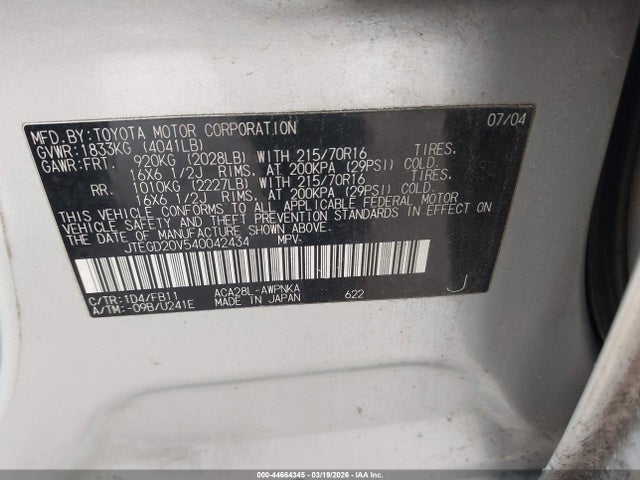 MFD.BY:TOYOTA MOTOR CORPORATION 07/04
GVWR:1833KG (4041LB)
GAWR:FRT. 920KG (2028LB) WITH 215/70R16 TIRES.
16X6 1/2J RIMS, AT 200KPA (29PSI) COLD.
RR. 1010KG (2227LB) WITH 215/70R16 TIRES.
16X6 1/2J RIMS, AT 200KPA (29PSI) COLD.
THIS VEHICLE CONFORMS TO ALL APPLICABLE FEDERAL MOTOR
VEHICLE SAFETY AND THEFT PREVENTION STANDARDS IN EFFECT ON
THE DATE OF MANUFACTURE SHOWN ABOVE.
JTEGD20V540042434 MPV
C/TR:1D4/FB11 ACA28L-AWPNKA J
A/TM:-09B/U241E MADE IN JAPAN 622
000-44664345 - 03/19/2026 - IAA Inc.